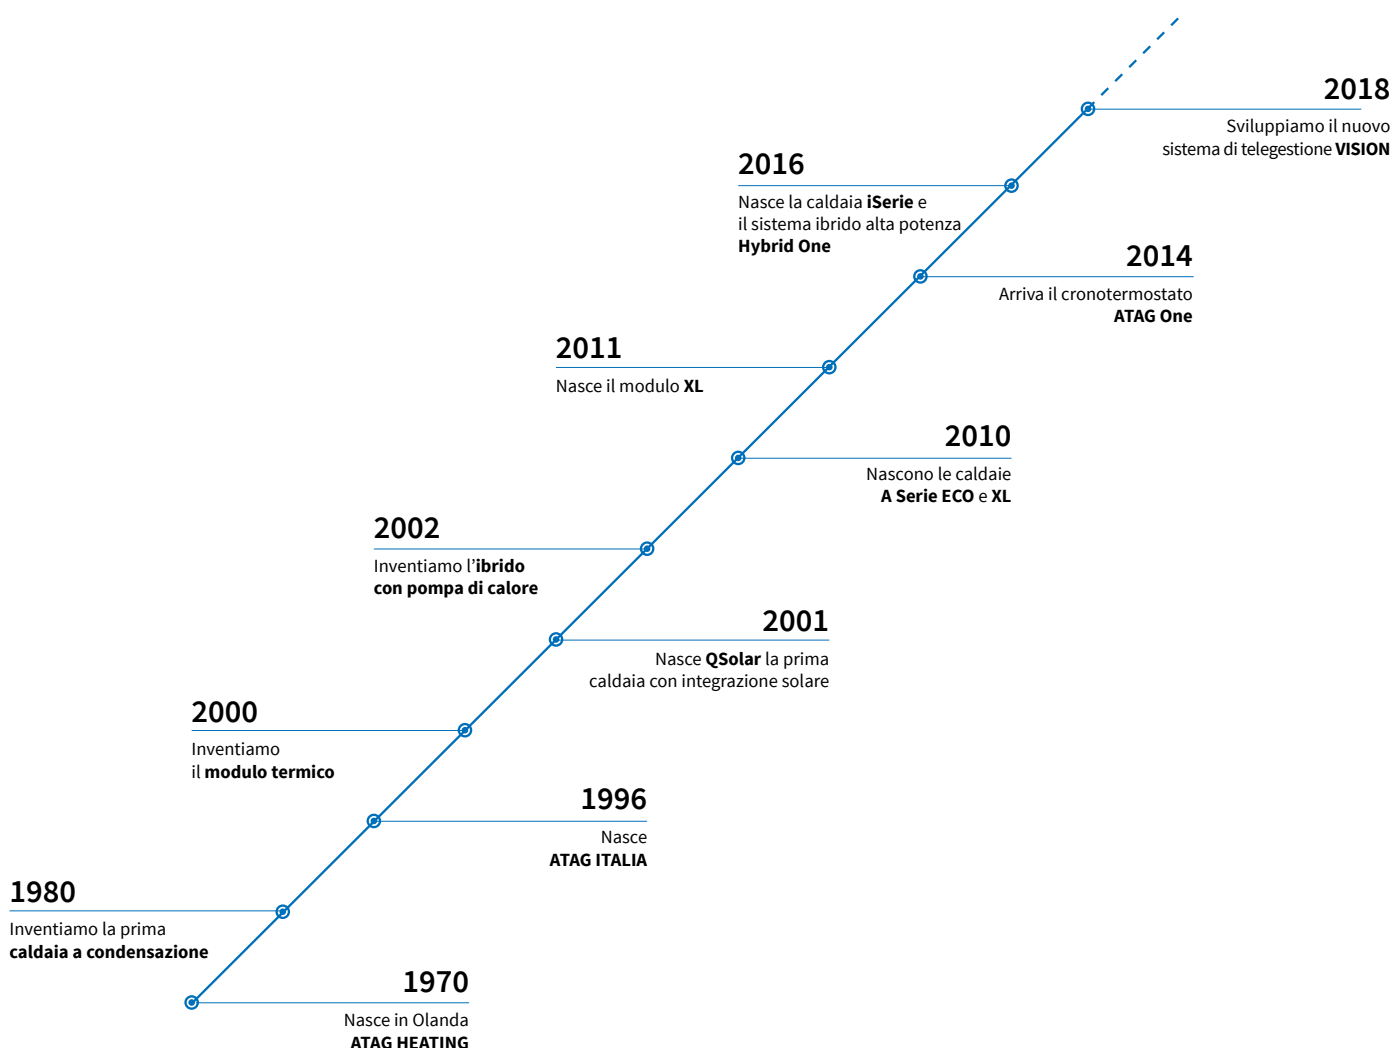 2018
Sviluppiamo il nuovo
sistema di telegestione VISION
2016
Nasce la caldaia iSerie e
il sistema ibrido alta potenza
Hybrid One
2014
Arriva il cronotermostato
ATAG One
2011
Nasce il modulo XL
2010
Nascono le caldaie
A Serie ECO e XL
2002
Inventiamo l’ibrido
con pompa di calore
2001
Nasce QSolar la prima
caldaia con integrazione solare
2000
Inventiamo
il modulo termico
1996
Nasce
ATAG ITALIA
1980
Inventiamo la prima
caldaia a condensazione
1970
Nasce in Olanda
ATAG HEATING